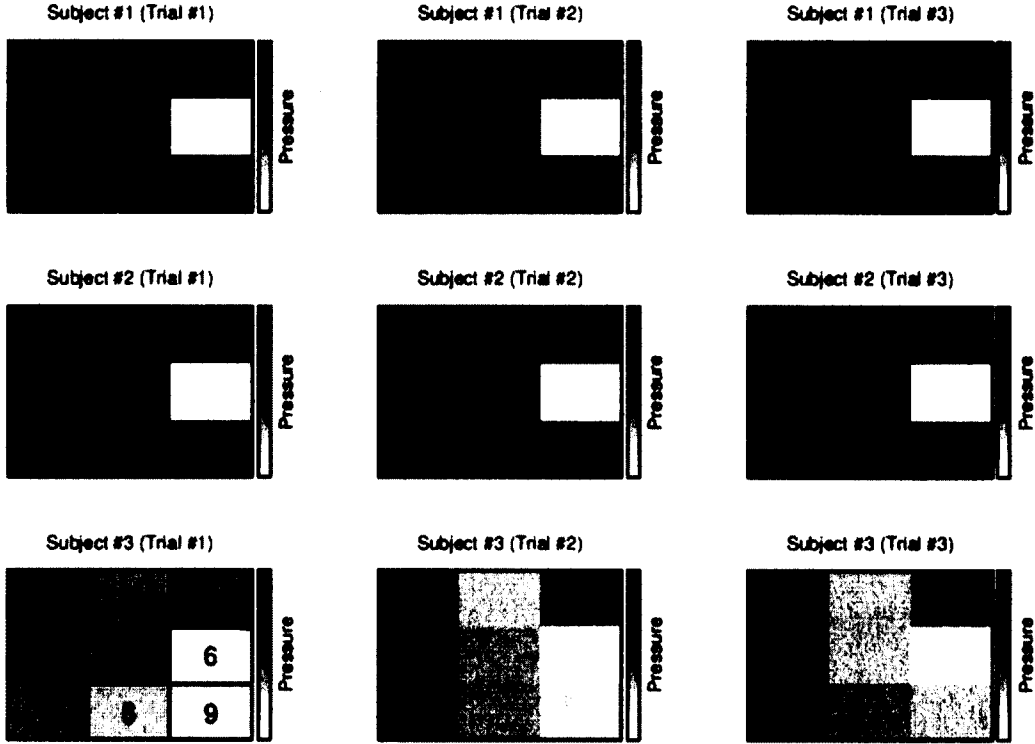 Subject #1 (Trial #1)
Subject #1 (Trial #2)
Subject #1 (Trial #3)
Pressure
Pressure
Pressure
Subject #2 (Trial #1)
Subject #2 (Trial #2)
Subject #2 (Trial #3)
Pressure
Pressure
Pressure
Subject #3 (Trial #1)
Subject #3 (Trial #2)
Subject #3 (Trial #3)
6
9
Pressure
Pressure
Pressure